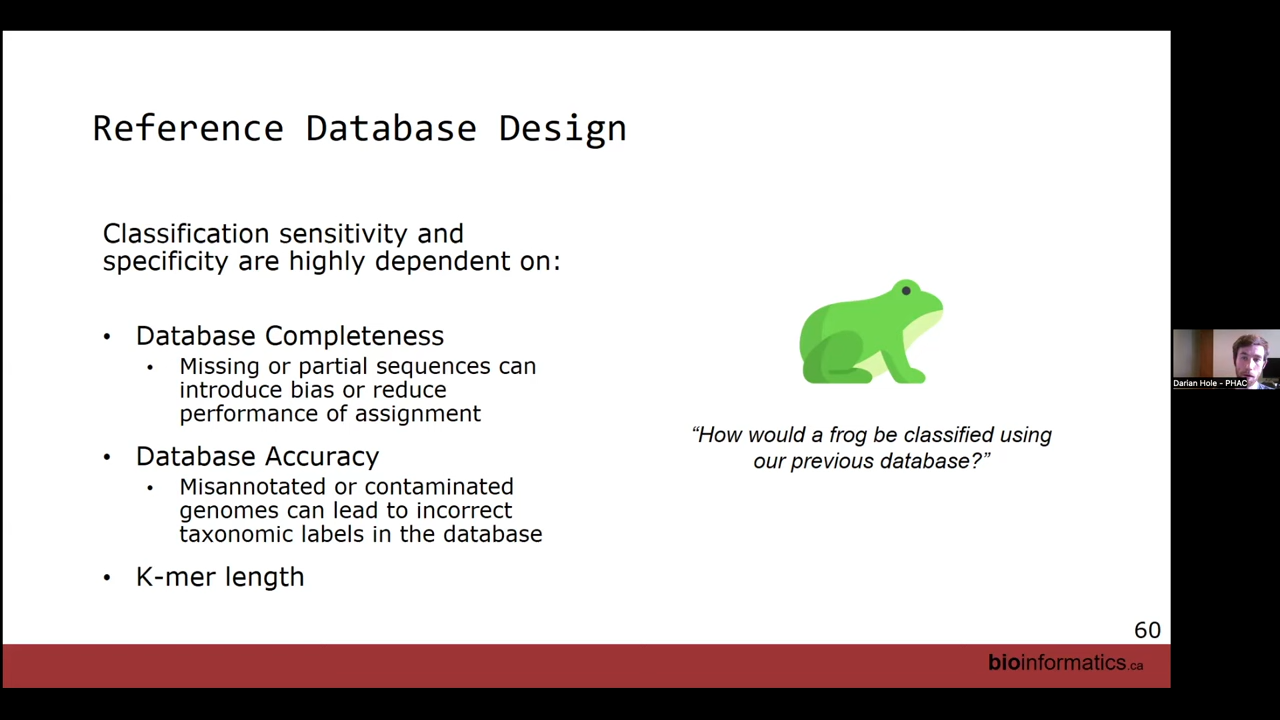 Reference Database Design
Classification sensitivity and
specificity are highly dependent on:
• Database Completeness
• Missing or partial sequences can
introduce bias or reduce
performance of assignment
• Database Accuracy
• Misannotated or contaminated
genomes can lead to incorrect
taxonomic labels in the database
• K-mer length
“How would a frog be classified using
our previous database?”
Darian Hole - PHAC
60
bioinformatics.ca